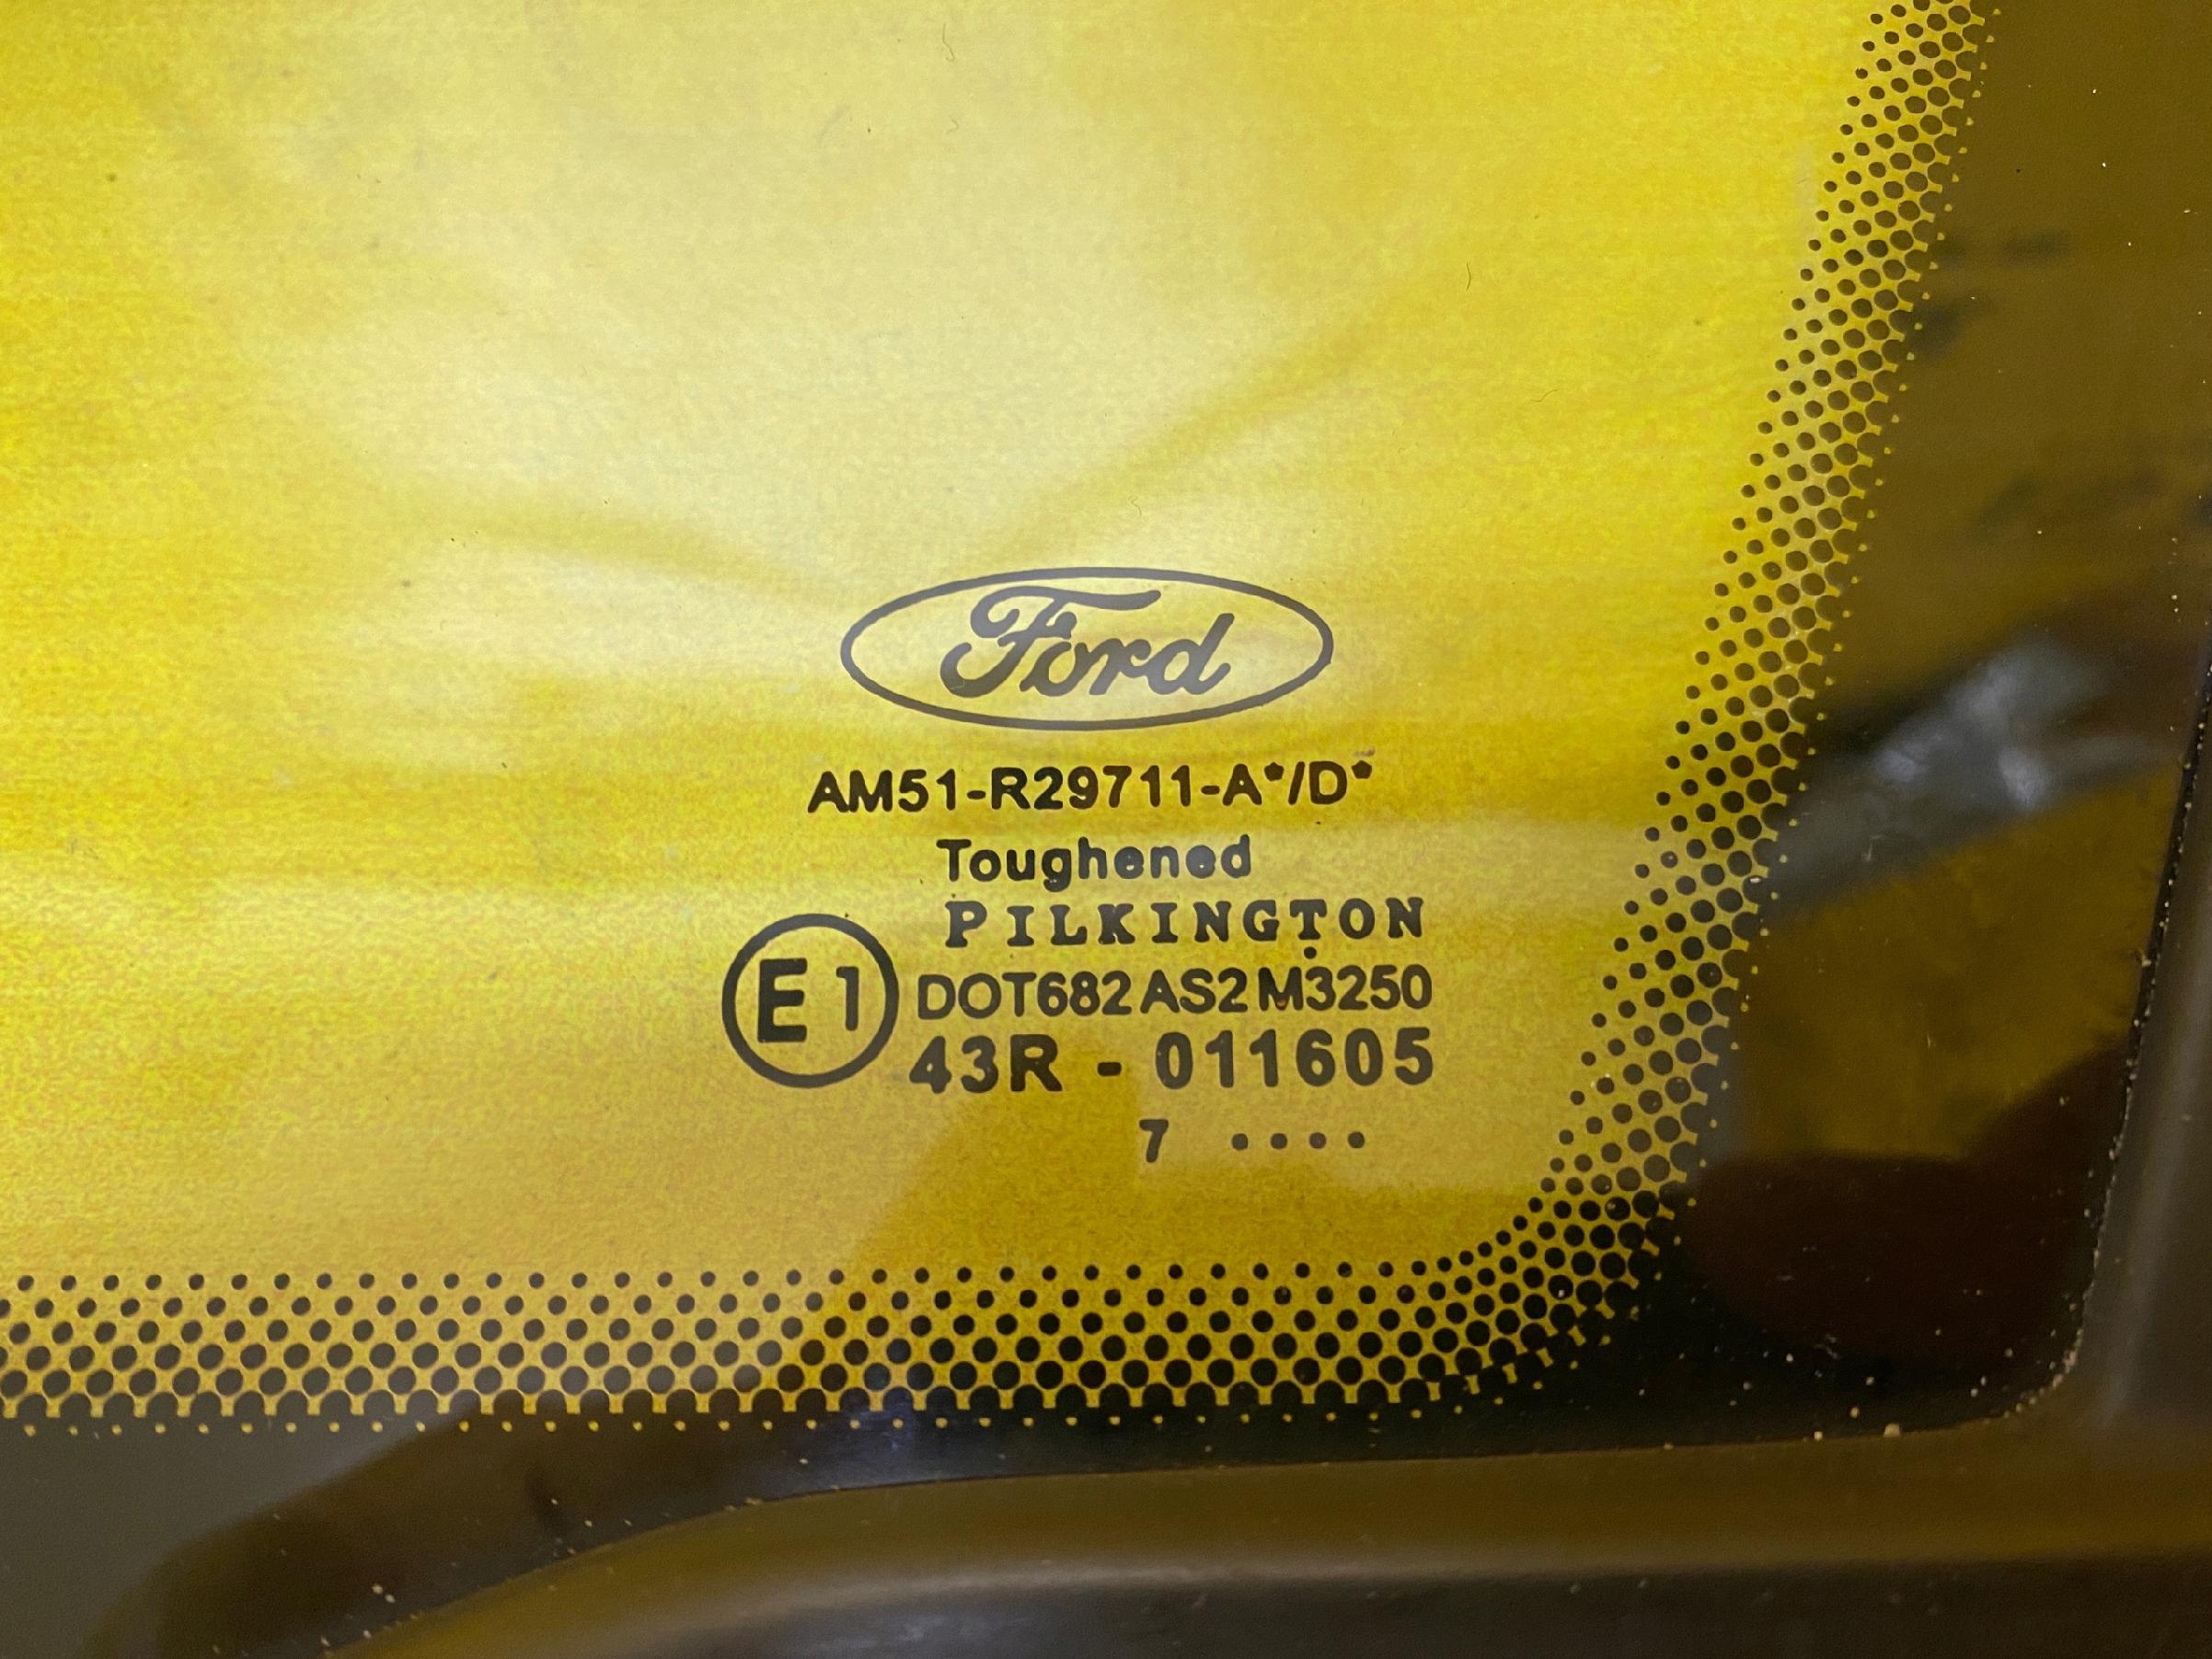 Ford
AM51-R29711-A*/D*
Toughened
PILKINGTON
E1 DOT682 AS2 M3250
43R - 011605
7 ····